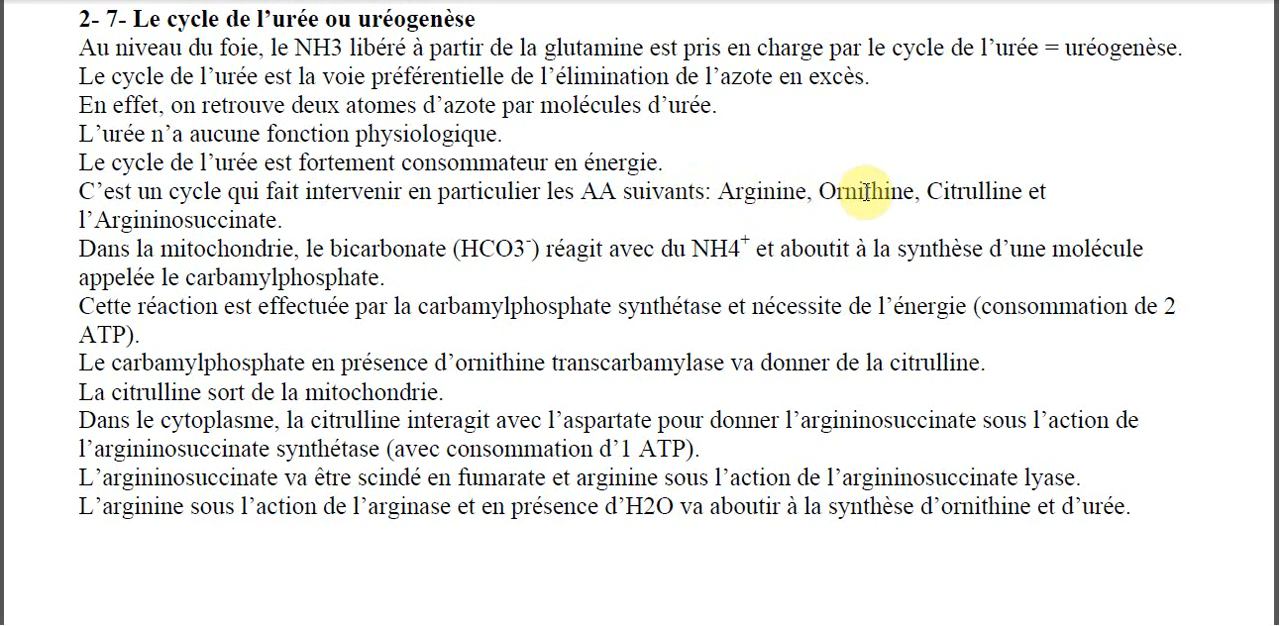 2- 7- Le cycle de l’urée ou uréogenèse
Au niveau du foie, le NH3 libéré à partir de la glutamine est pris en charge par le cycle de l’urée = uréogenèse.
Le cycle de l’urée est la voie préférentielle de l’élimination de l’azote en excès.
En effet, on retrouve deux atomes d’azote par molécules d’urée.
L’urée n’a aucune fonction physiologique.
Le cycle de l’urée est fortement consommateur en énergie.
C’est un cycle qui fait intervenir en particulier les AA suivants: Arginine, Ornithine, Citrulline et
l’Argininosuccinate.
Dans la mitochondrie, le bicarbonate (HCO3⁻) réagit avec du NH4⁺ et aboutit à la synthèse d’une molécule
appelée le carbamylphosphate.
Cette réaction est effectuée par la carbamylphosphate synthétase et nécessite de l’énergie (consommation de 2
ATP).
Le carbamylphosphate en présence d’ornithine transcarbamylase va donner de la citrulline.
La citrulline sort de la mitochondrie.
Dans le cytoplasme, la citrulline interagit avec l’aspartate pour donner l’argininosuccinate sous l’action de
l’argininosuccinate synthétase (avec consommation d’1 ATP).
L’argininosuccinate va être scindé en fumarate et arginine sous l’action de l’argininosuccinate lyase.
L’arginine sous l’action de l’arginase et en présence d’H2O va aboutir à la synthèse d’ornithine et d’urée.